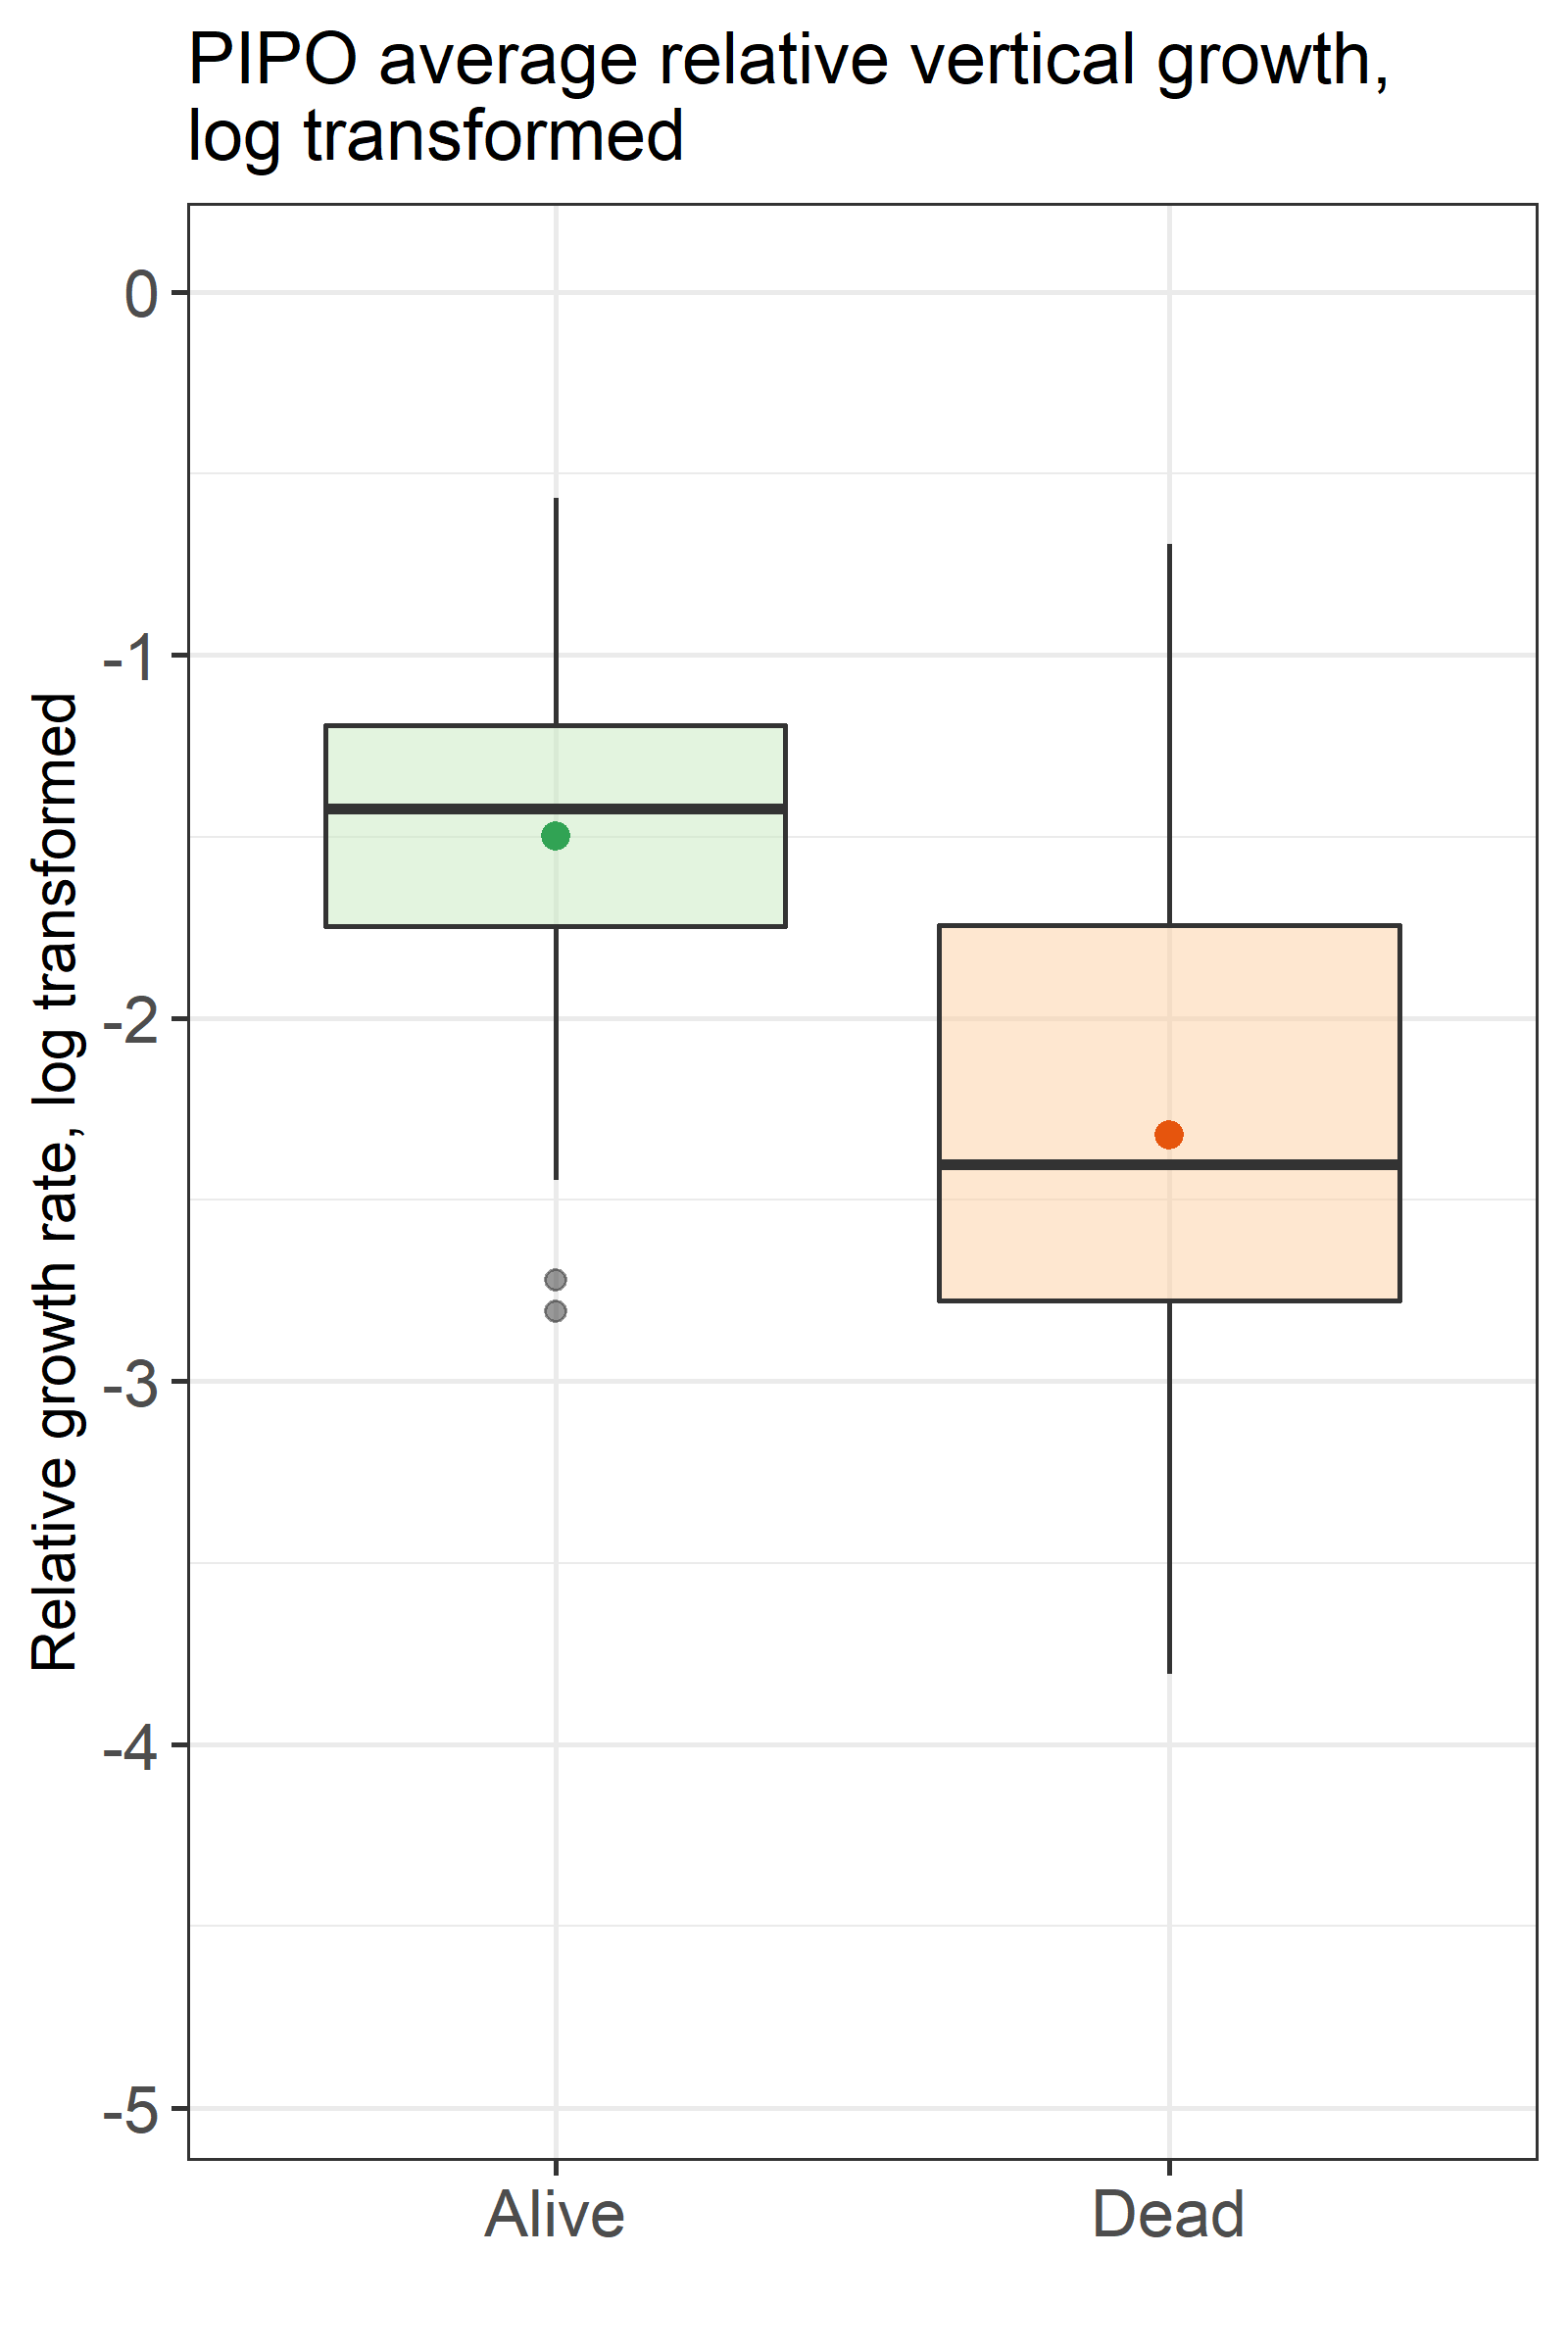 PIPO average relative vertical growth,
log transformed
Relative growth rate, log transformed
0
-1
-2
-3
-4
-5
Alive
Dead